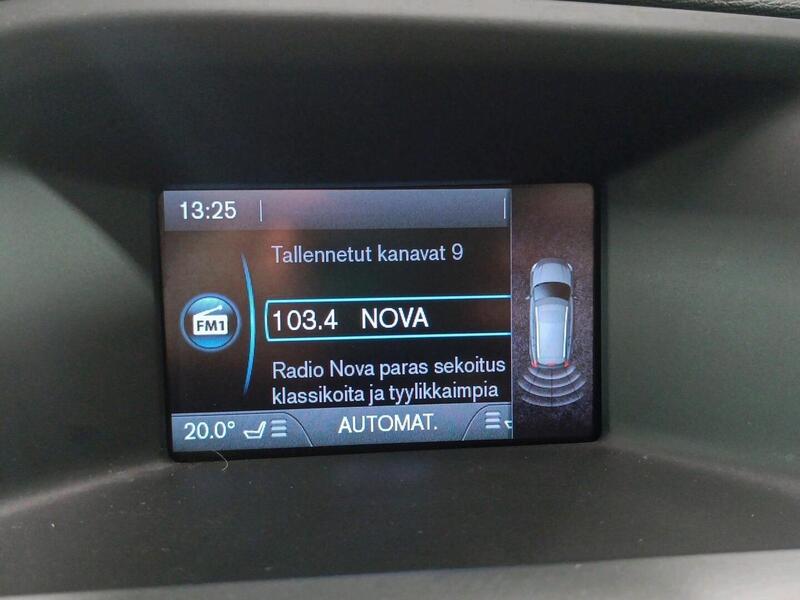 13:25
Tallennetut kanavat 9
FM1
103.4 NOVA
Radio Nova paras sekoitus
klassikoita ja tyylikkaimpia
20.0°
AUTOMAT.